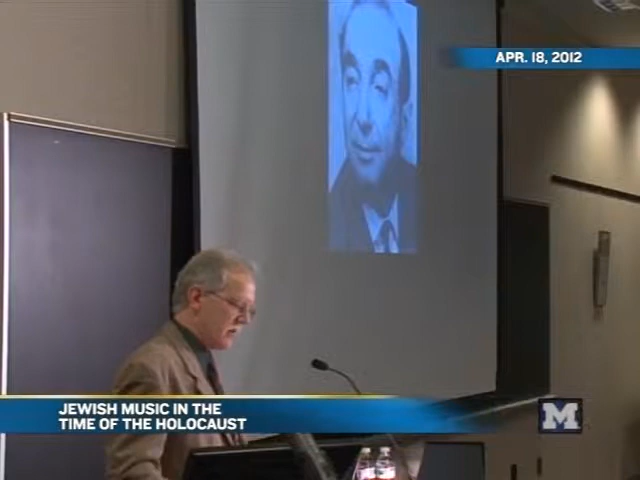 APR. 18, 2012
JEWISH MUSIC IN THE
TIME OF THE HOLOCAUST
M